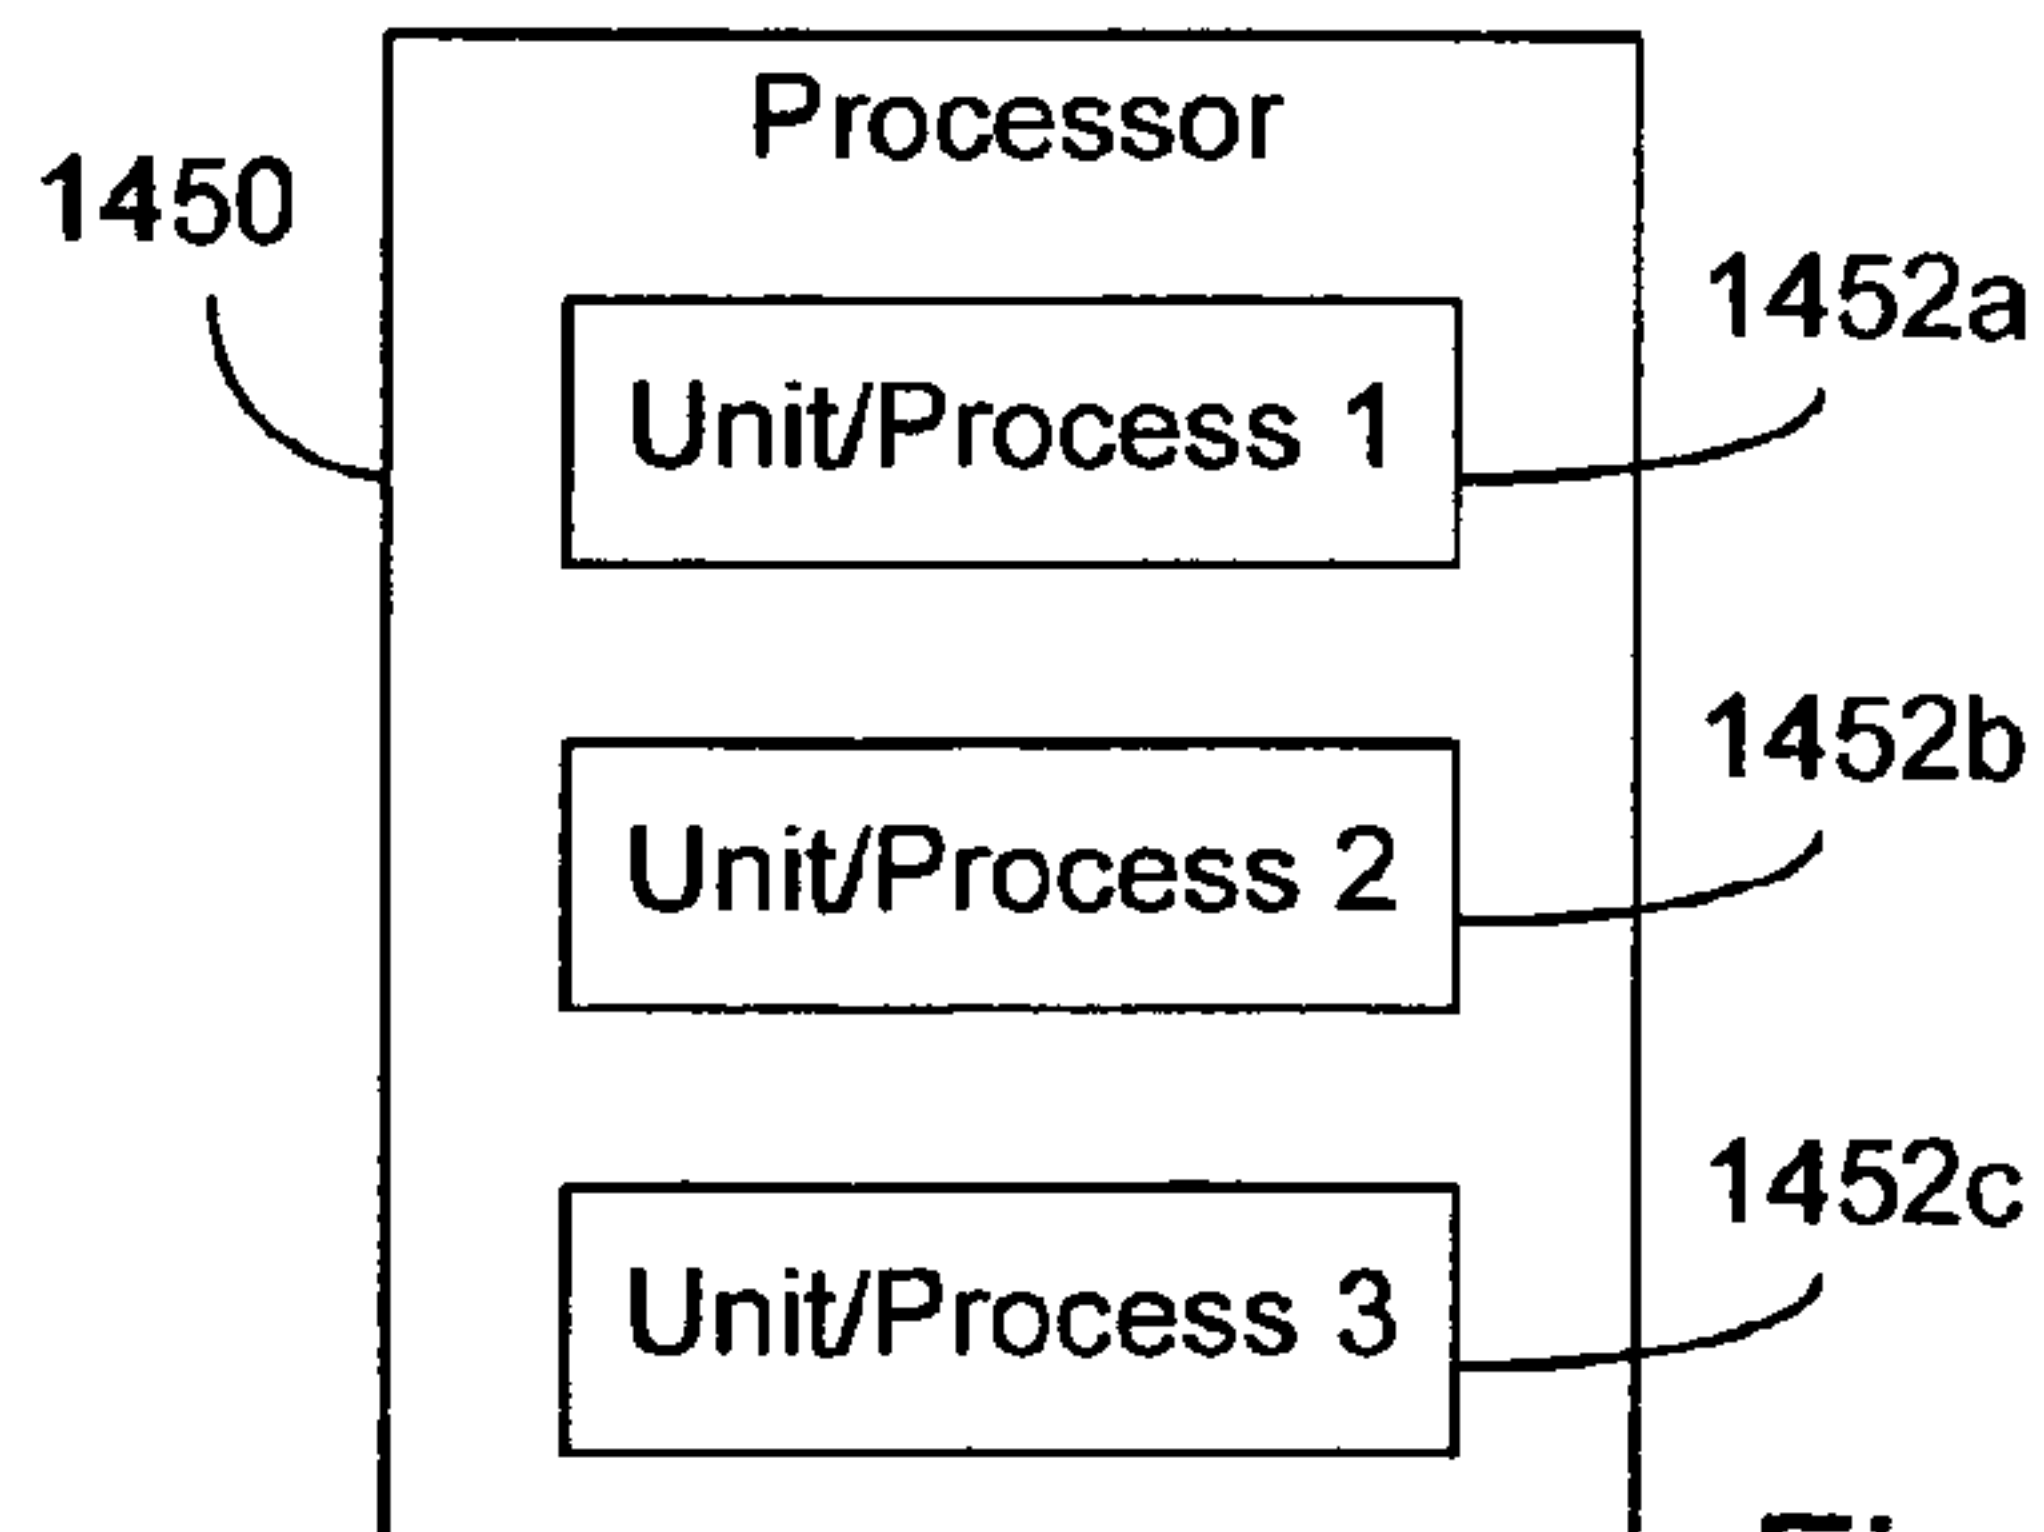 Processor
1450
1452a
Unit/Process 1
1452b
Unit/Process 2
1452c
Unit/Process 3